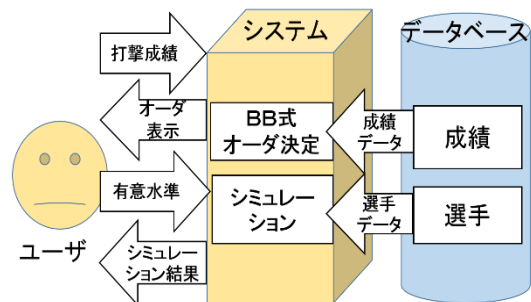 システム
データベース
打撃成績
オーダ
表示
BB式
オーダ決定
成績
データ
成績
有意水準
シミュレー
ション
選手
データ
選手
ユーザ
シミュレー
ション結果